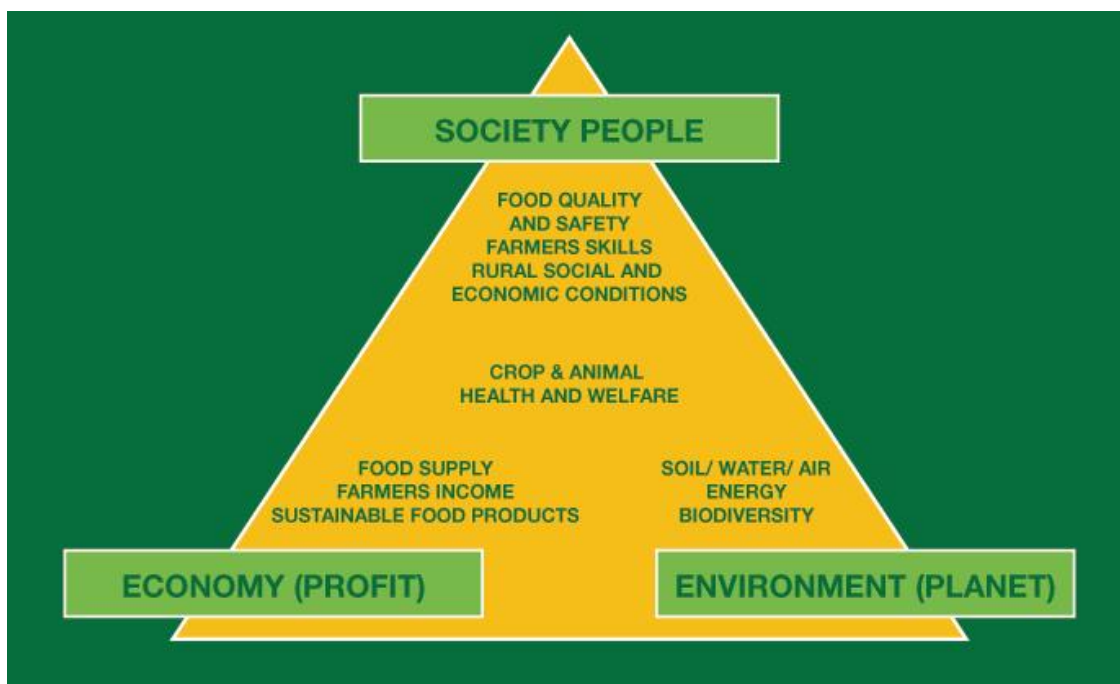 SOCIETY PEOPLE
FOOD QUALITY
AND SAFETY
FARMERS SKILLS
RURAL SOCIAL AND
ECONOMIC CONDITIONS
CROP & ANIMAL
HEALTH AND WELFARE
FOOD SUPPLY
FARMERS INCOME
SUSTAINABLE FOOD PRODUCTS
SOIL/ WATER/ AIR
ENERGY
BIODIVERSITY
ECONOMY (PROFIT)
ENVIRONMENT (PLANET)